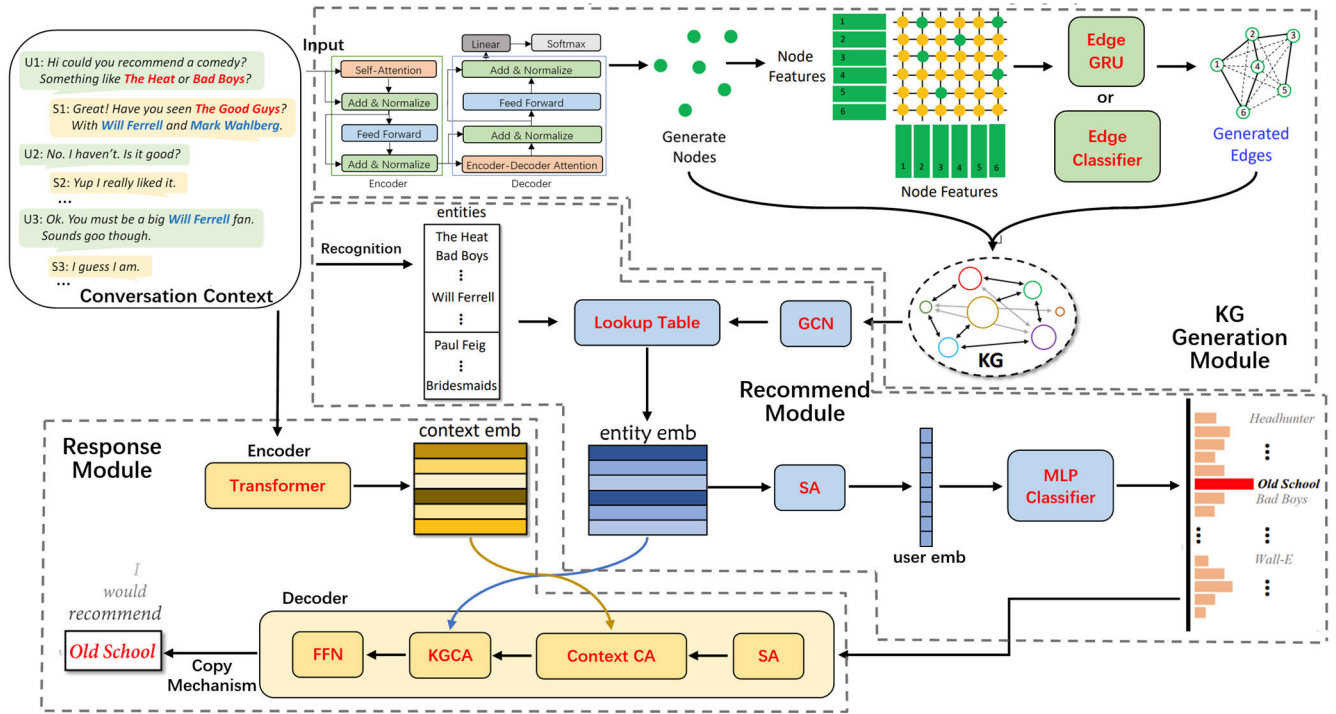 U1: Hi could you recommend a comedy?
Something like The Heat or Bad Boys?
S1: Great! Have you seen The Good Guys?
With Will Ferrell and Mark Wahlberg.
U2: No. I haven't. Is it good?
S2: Yup I really liked it.
...
U3: Ok. You must be a big Will Ferrell fan.
Sounds goo though.
S3: I guess I am.
...
Conversation Context
Input
Self-Attention
Add & Normalize
Feed Forward
Add & Normalize
Encoder
Linear
Softmax
Add & Normalize
Feed Forward
Add & Normalize
Encoder-Decoder Attention
Decoder
Generate
Nodes
Node
Features
1
2
3
4
5
6
1 2 3 4 5 6
Node Features
Edge
GRU
or
Edge
Classifier
1
2
3
4
5
6
Generated
Edges
KG
Generation
Module
KG
Recognition
entities
The Heat
Bad Boys
⋮
Will Ferrell
⋮
Paul Feig
⋮
Bridesmaids
Lookup Table
GCN
Recommend
Module
entity emb
SA
user emb
MLP
Classifier
Headhunter
⋮
Old School
Bad Boys
⋮ ⋮
Wall-E
⋮
Response
Module
Encoder
Transformer
context emb
Decoder
FFN
KGCA
Context CA
SA
Copy
Mechanism
I
would
recommend
Old School